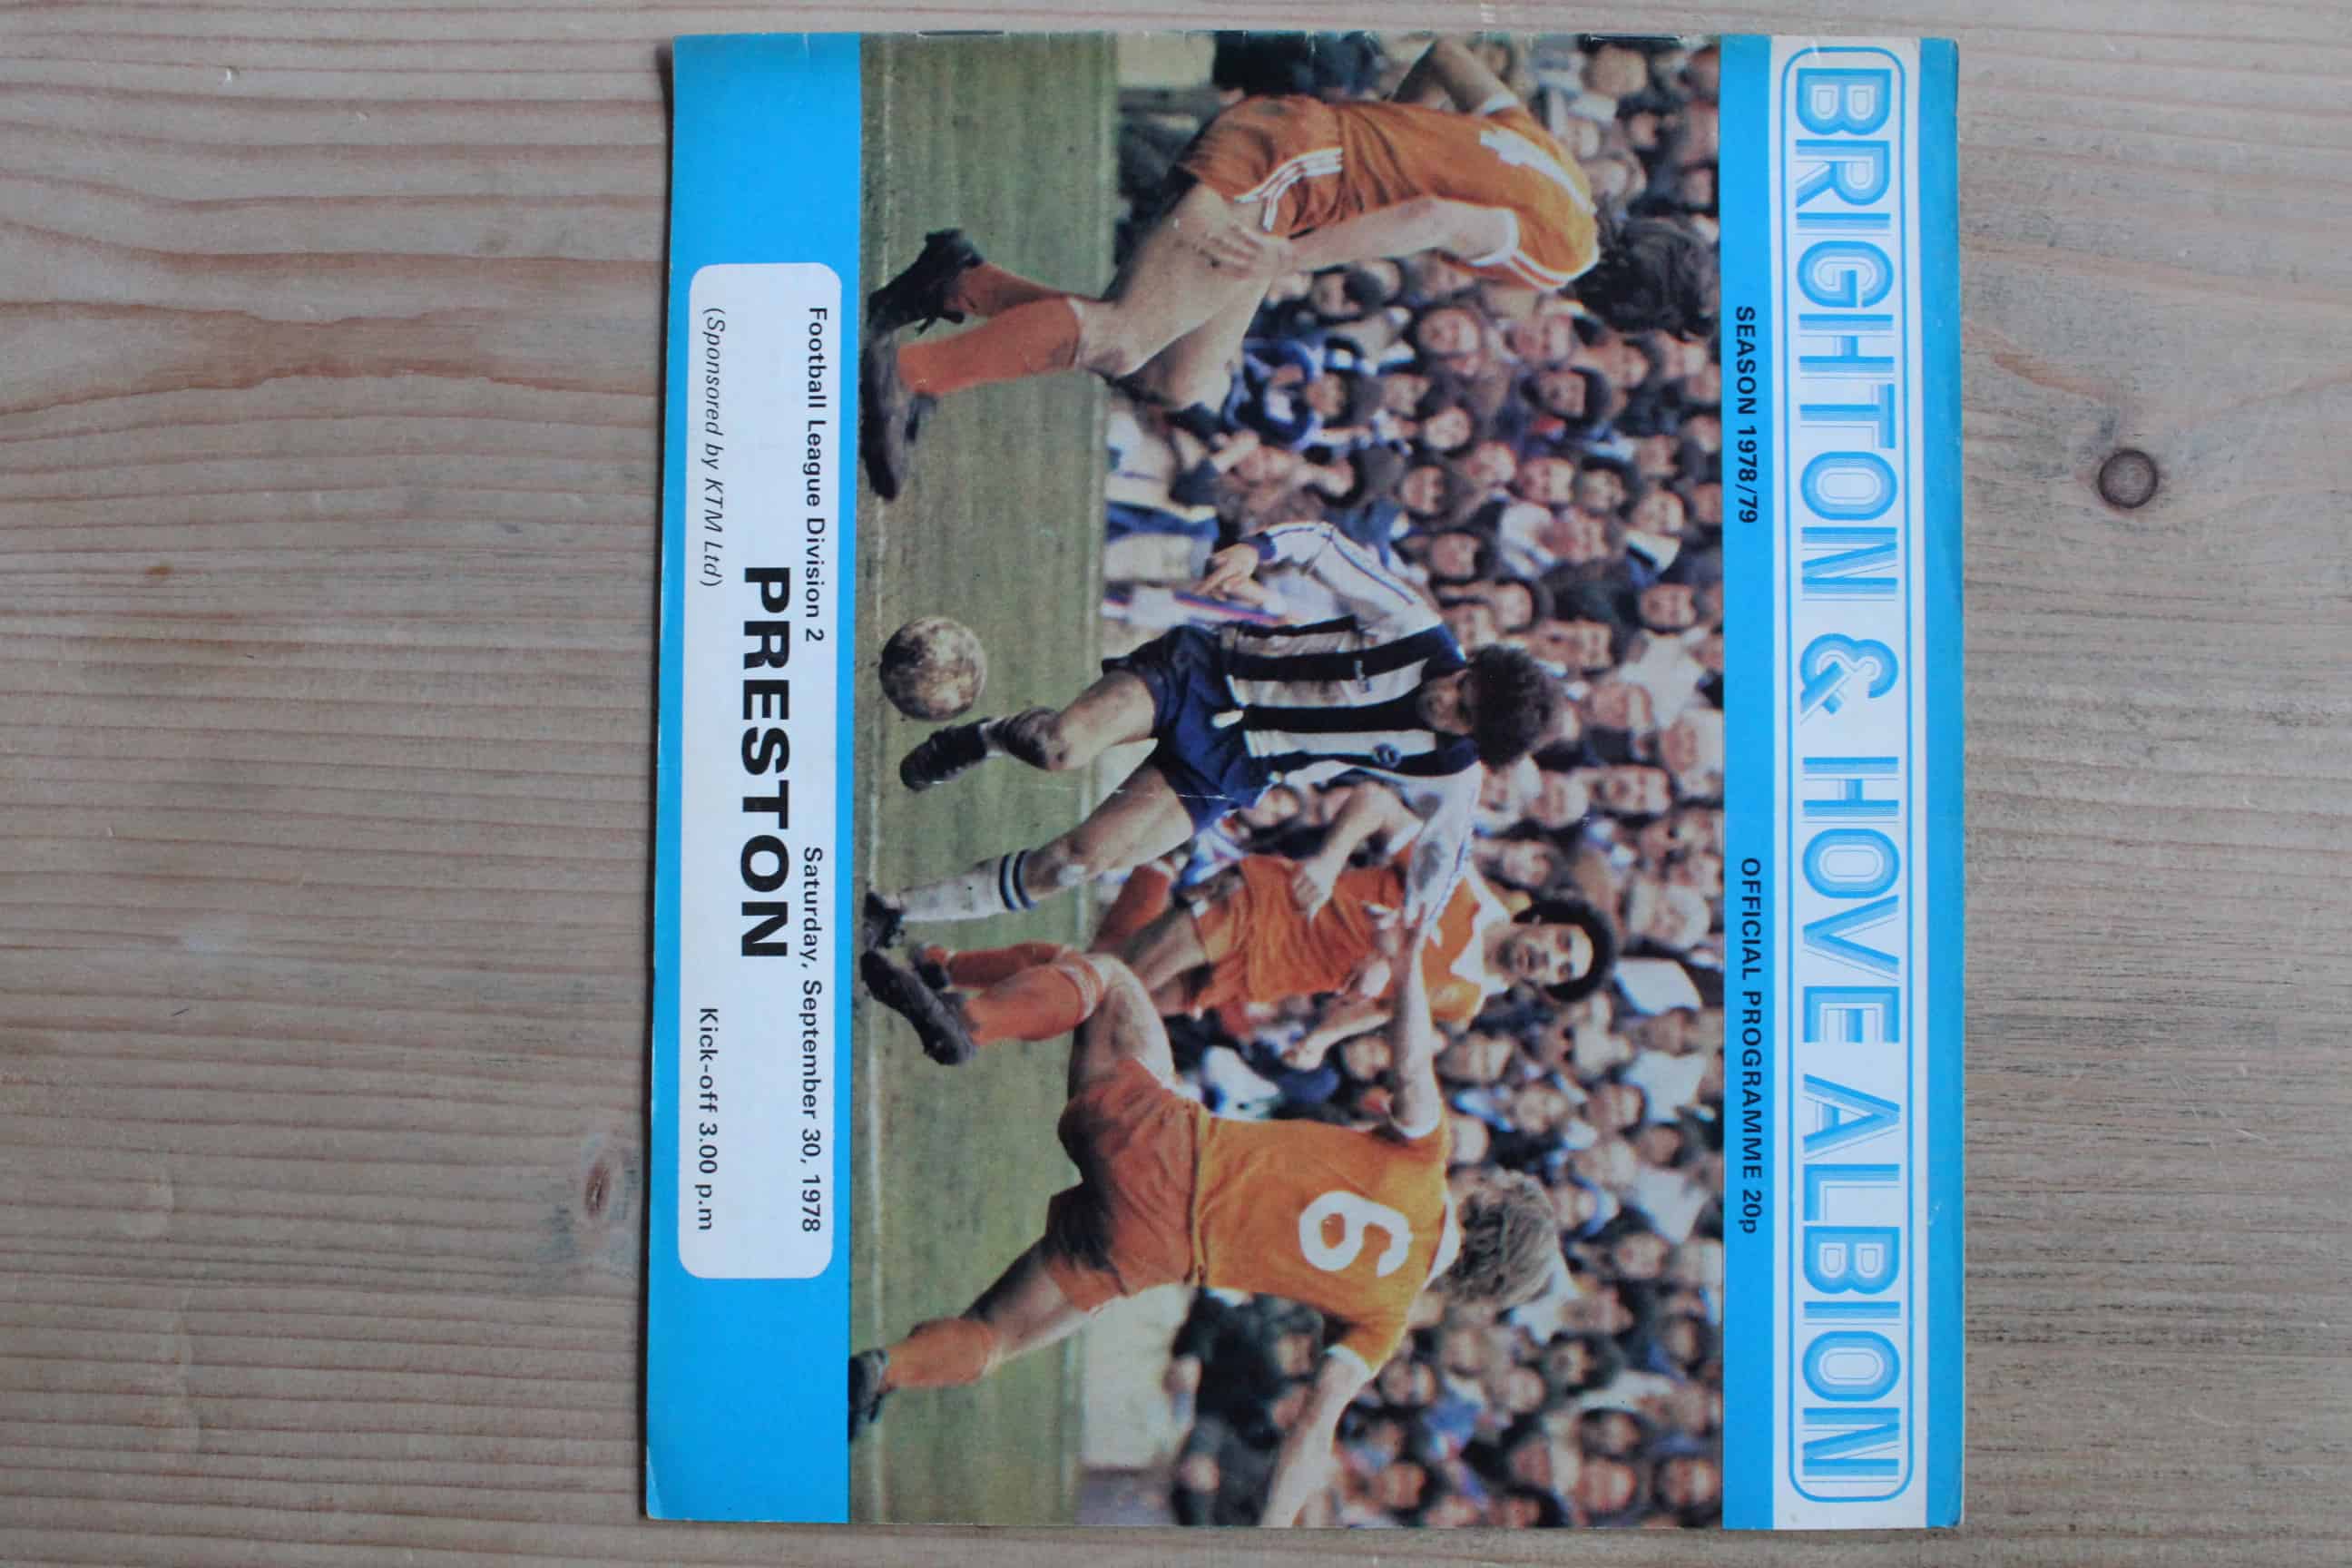 BRIGHTON & HOVE ALBION
SEASON 1978/79 OFFICIAL PROGRAMME 20p
6
Football League Division 2 Saturday, September 30, 1978
PRESTON
(Sponsored by KTM Ltd) Kick-off 3.00 p.m